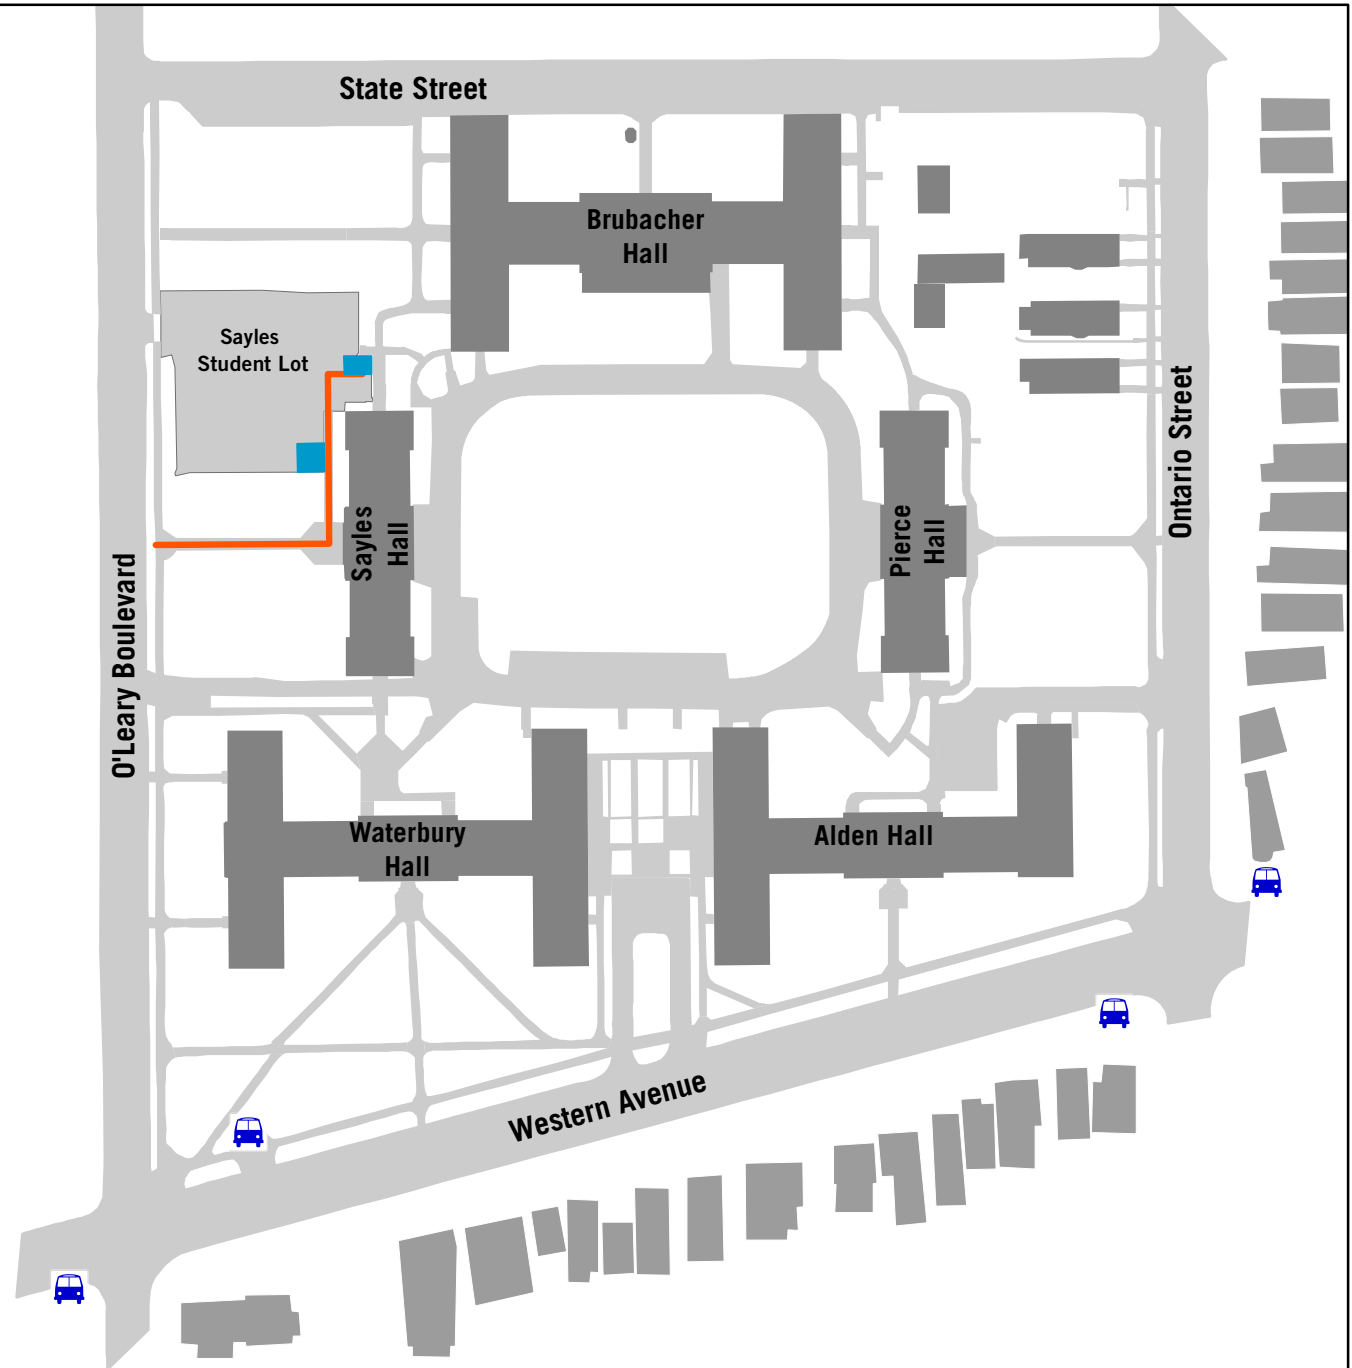 State Street
Brubacher
Hall
Sayles
Student Lot
Ontario Street
Sayles
Hall
Pierce
Hall
O'Leary Boulevard
Waterbury
Hall
Alden Hall
Western Avenue